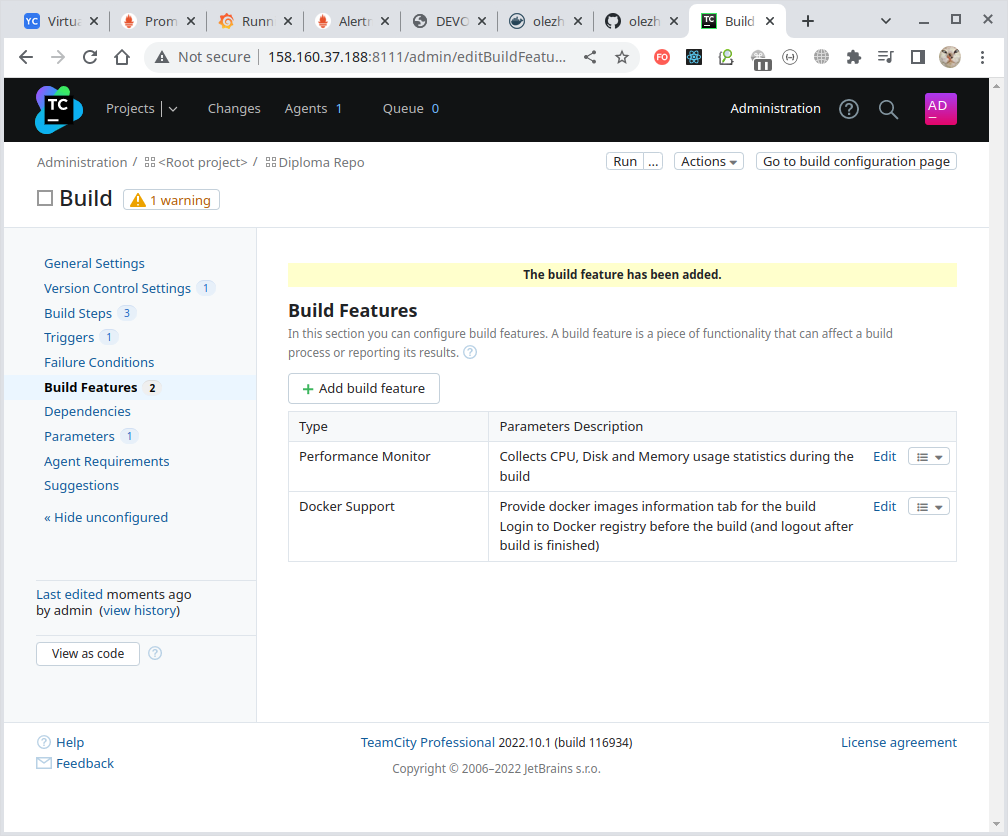 YC Virtua Prom Runn Alertr DEVO olezh olezh TC Build
Not secure 158.160.37.188:8111/admin/editBuildFeatu... FO
TC Projects Changes Agents 1 Queue 0 Administration AD
Administration / <Root project> / Diploma Repo Run ... Actions Go to build configuration page
Build 1 warning
General Settings
Version Control Settings 1
Build Steps 3
Triggers 1
Failure Conditions
Build Features 2
Dependencies
Parameters 1
Agent Requirements
Suggestions
« Hide unconfigured
Last edited moments ago
by admin (view history)
View as code
The build feature has been added.
Build Features
In this section you can configure build features. A build feature is a piece of functionality that can affect a build
process or reporting its results.
+ Add build feature
Type Parameters Description
Performance Monitor Collects CPU, Disk and Memory usage statistics during the Edit
build
Docker Support Provide docker images information tab for the build Edit
Login to Docker registry before the build (and logout after
build is finished)
Help TeamCity Professional 2022.10.1 (build 116934) License agreement
Feedback Copyright © 2006–2022 JetBrains s.r.o.